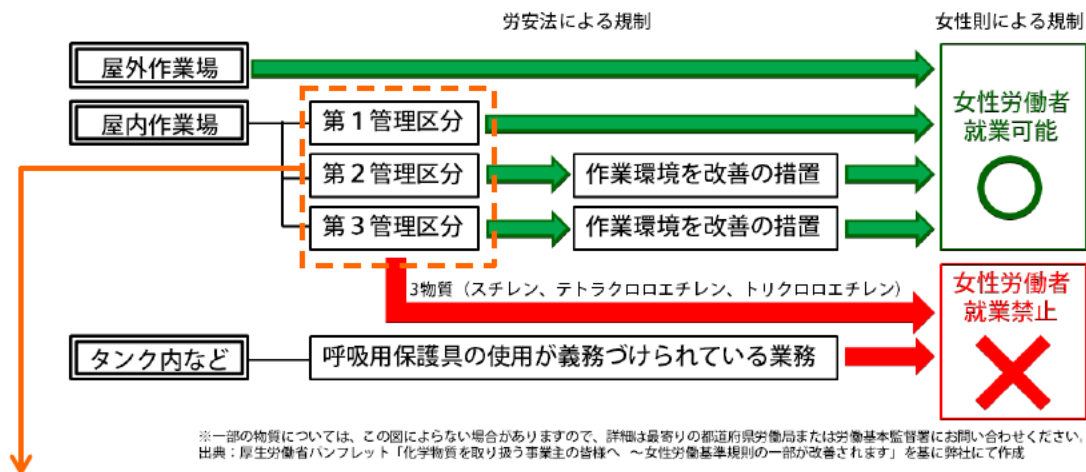 労安法による規制
女性則による規制
屋外作業場
屋内作業場
第1管理区分
第2管理区分
作業環境を改善の措置
第3管理区分
作業環境を改善の措置
女性労働者
就業可能
3物質（スチレン、テトラクロロエチレン、トリクロロエチレン）
女性労働者
就業禁止
タンク内など
呼吸用保護具の使用が義務づけられている業務
※一部の物質については、この図によらない場合がありますので、詳細は最寄りの都道府県労働局または労働基本監督署にお問い合わせください。
出典：厚生労働省パンフレット「化学物質を取り扱う事業主の皆様へ ～女性労働基準規則の一部が改善されます」を基に弊社にて作成